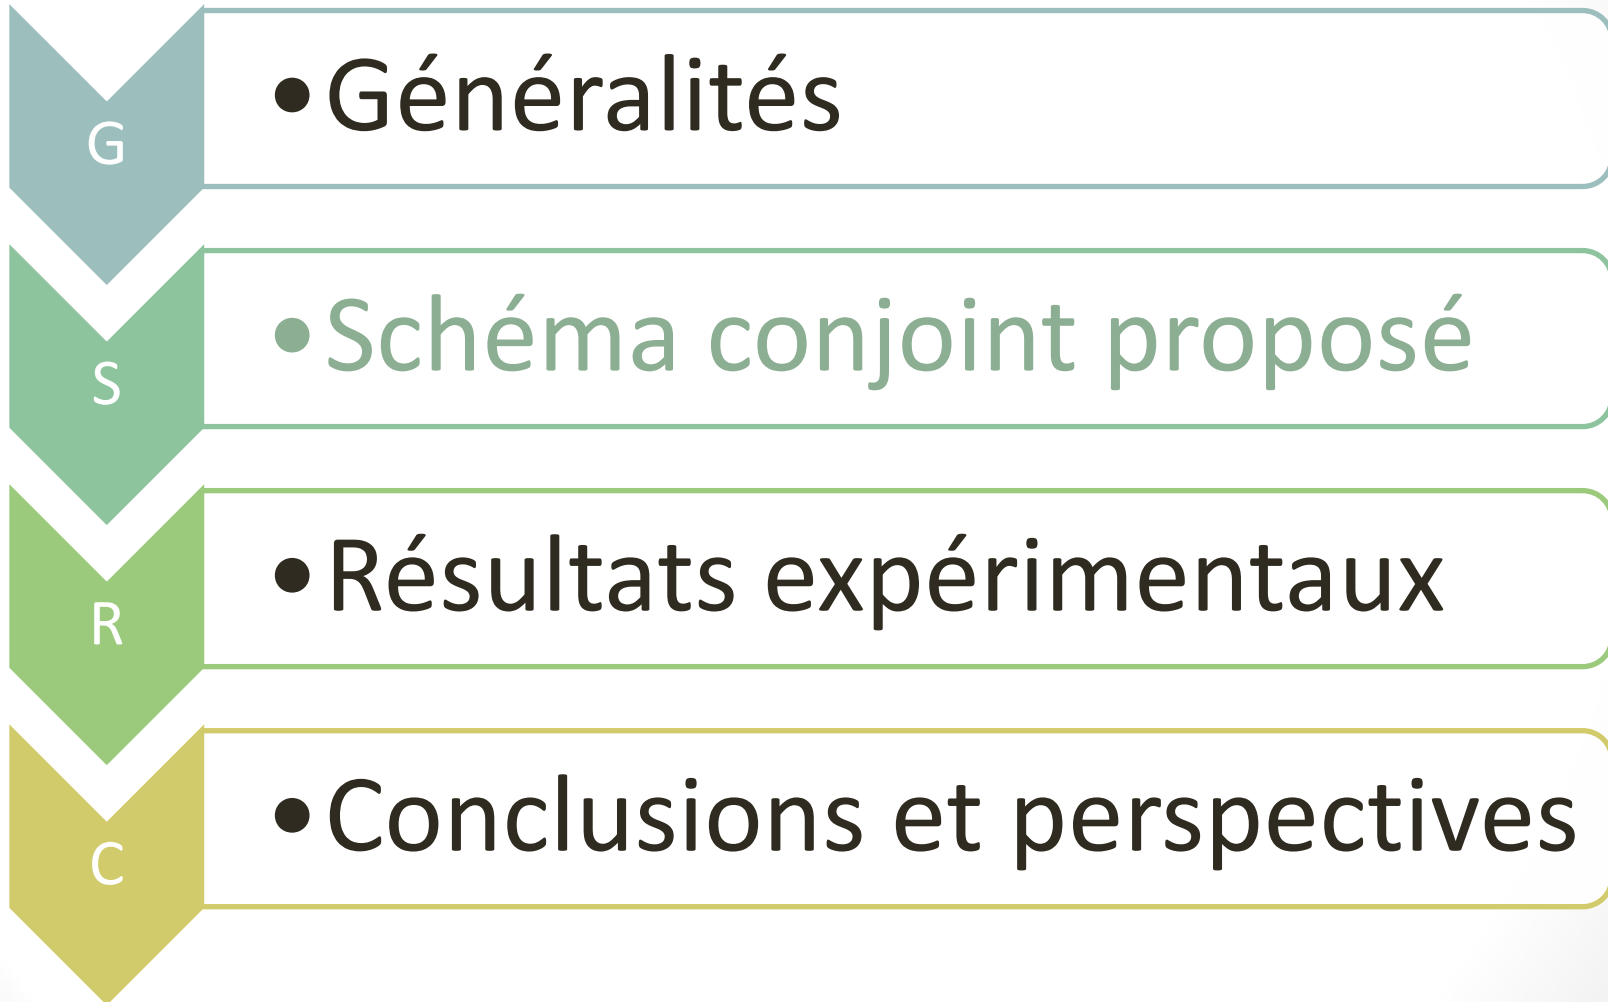 G
•Généralités
S
•Schéma conjoint proposé
R
•Résultats expérimentaux
C
•Conclusions et perspectives